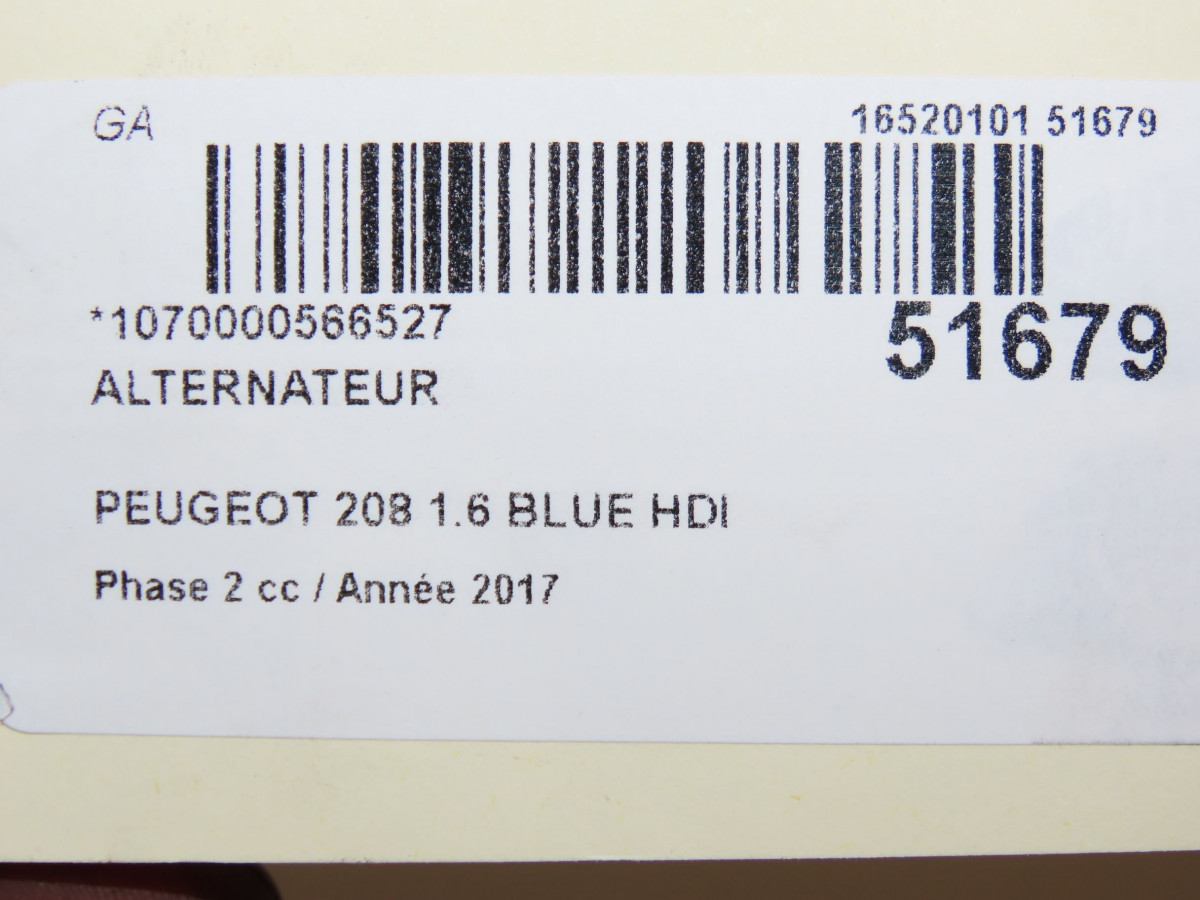 GA
16520101 51679
*1070000566527
51679
ALTERNATEUR
PEUGEOT 208 1.6 BLUE HDI
Phase 2 cc / Année 2017